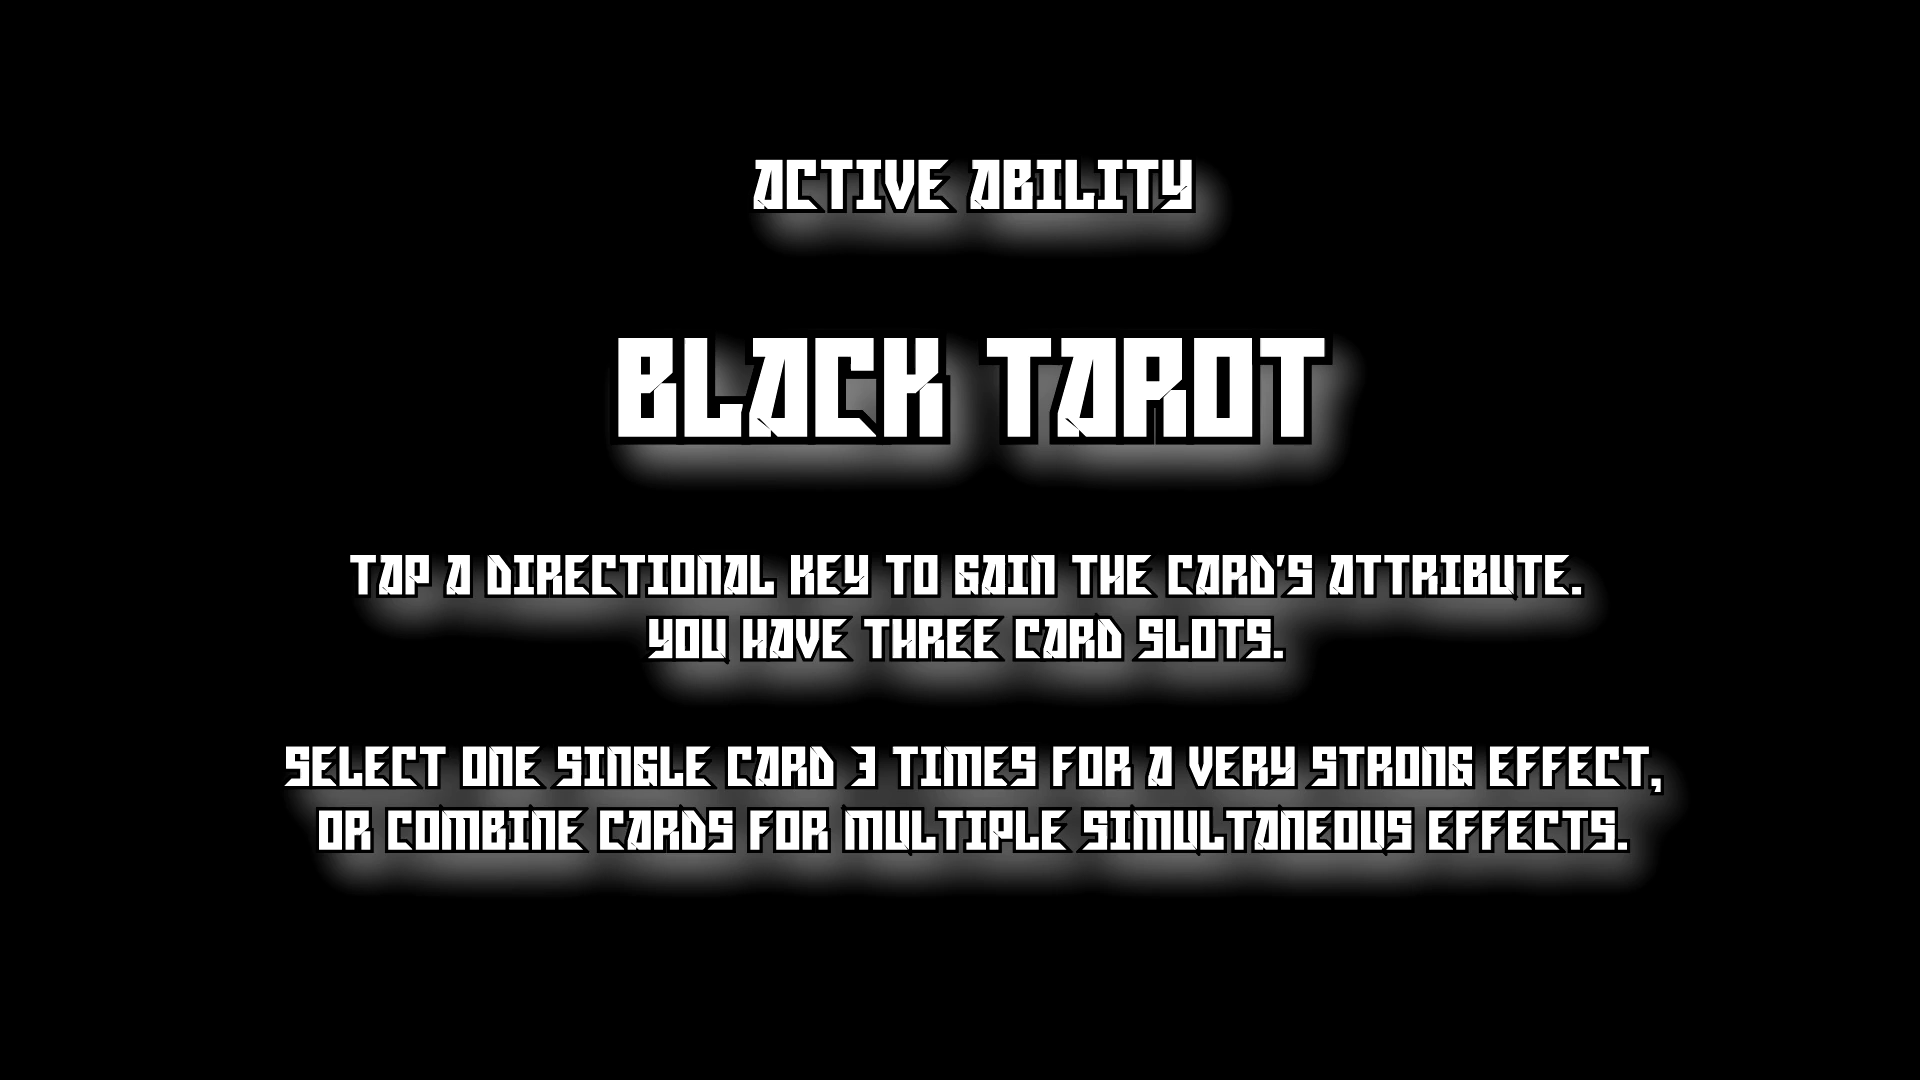 ACTIVE ABILITY
BLACK TAROT
TAP A DIRECTIONAL KEY TO GAIN THE CARD'S ATTRIBUTE.
YOU HAVE THREE CARD SLOTS.
SELECT ONE SINGLE CARD 3 TIMES FOR A VERY STRONG EFFECT,
OR COMBINE CARDS FOR MULTIPLE SIMULTANEOUS EFFECTS.